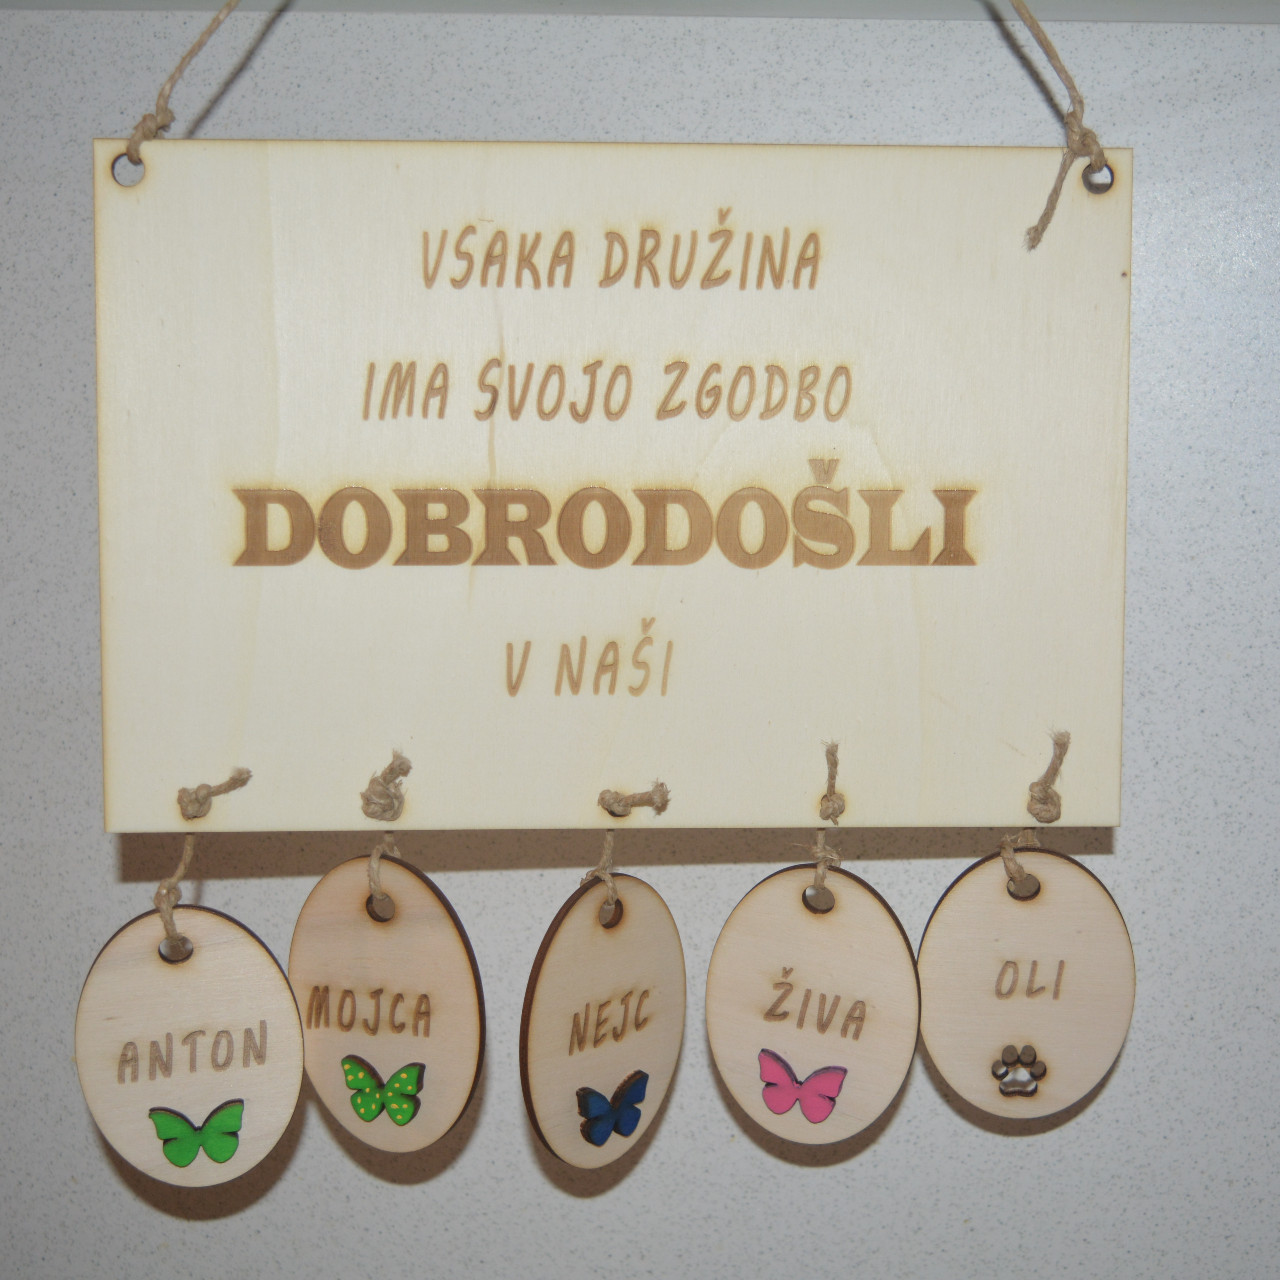 VSAKA DRUŽINA
IMA SVOJO ZGODBO
DOBRODOŠLI
V NAŠI
ANTON
MOJCA
NEJC
ŽIVA
OLI